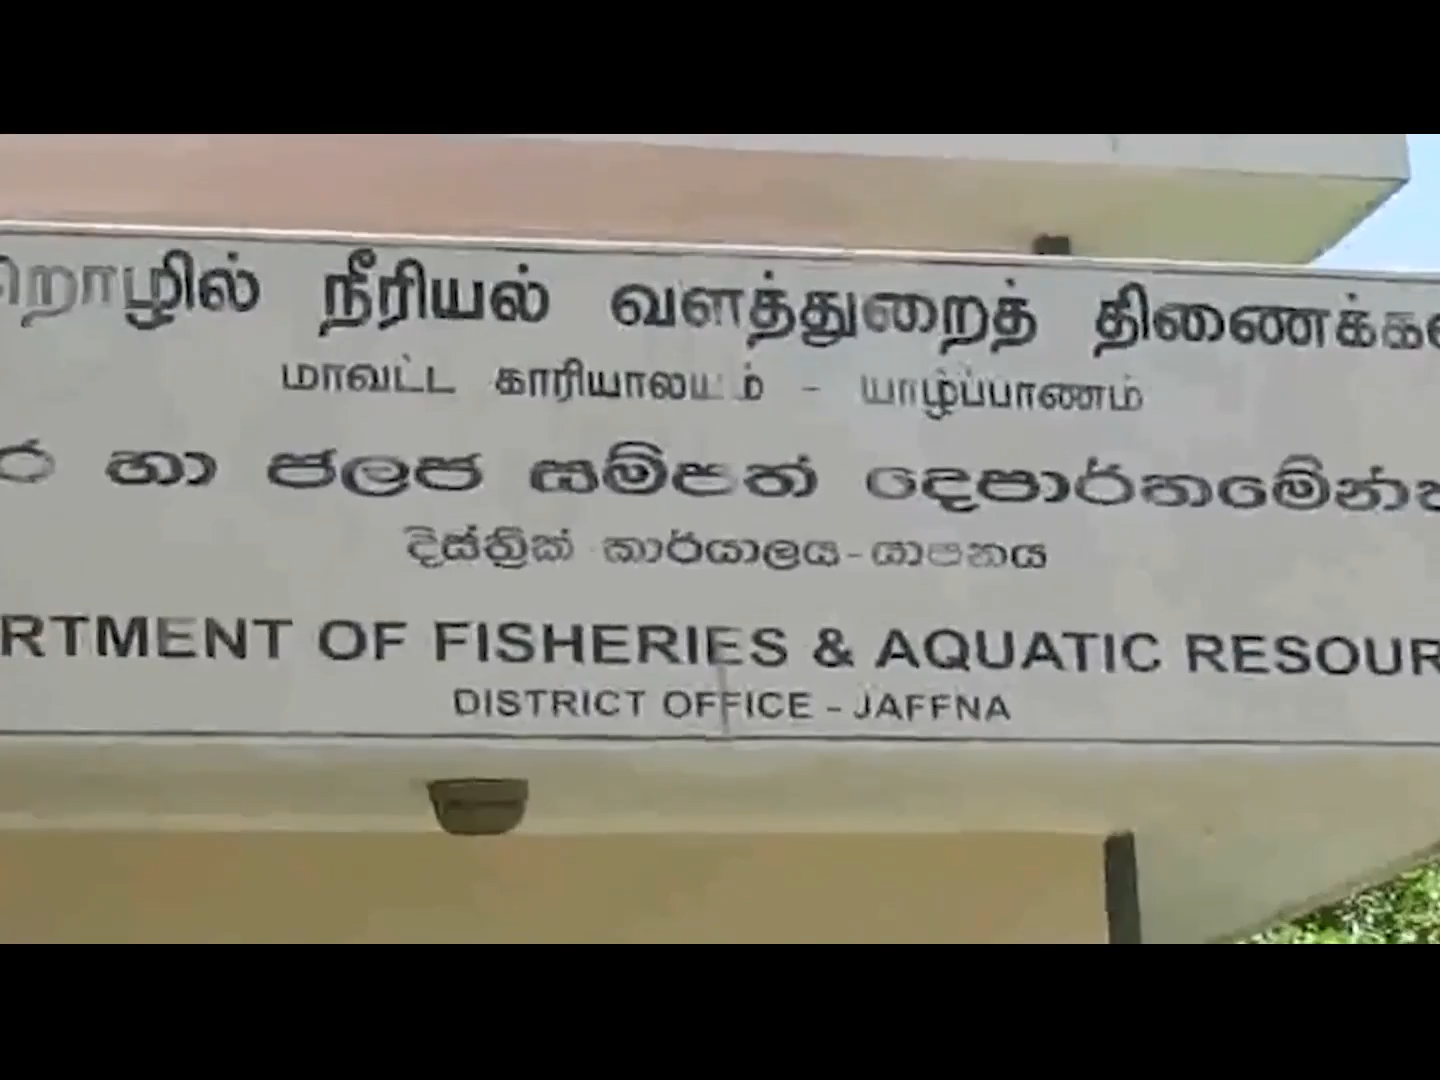 றொழில் நீரியல் வளத்துறைத் திணைக்க
மாவட்ட காரியாலயம் - யாழ்ப்பாணம்
ර හා ජලජ සම්පත් දෙපාර්තමේන්ත
දිස්ත්‍රික් කාර්යාලය-යාපනය
RTMENT OF FISHERIES & AQUATIC RESOUR
DISTRICT OFFICE - JAFFNA